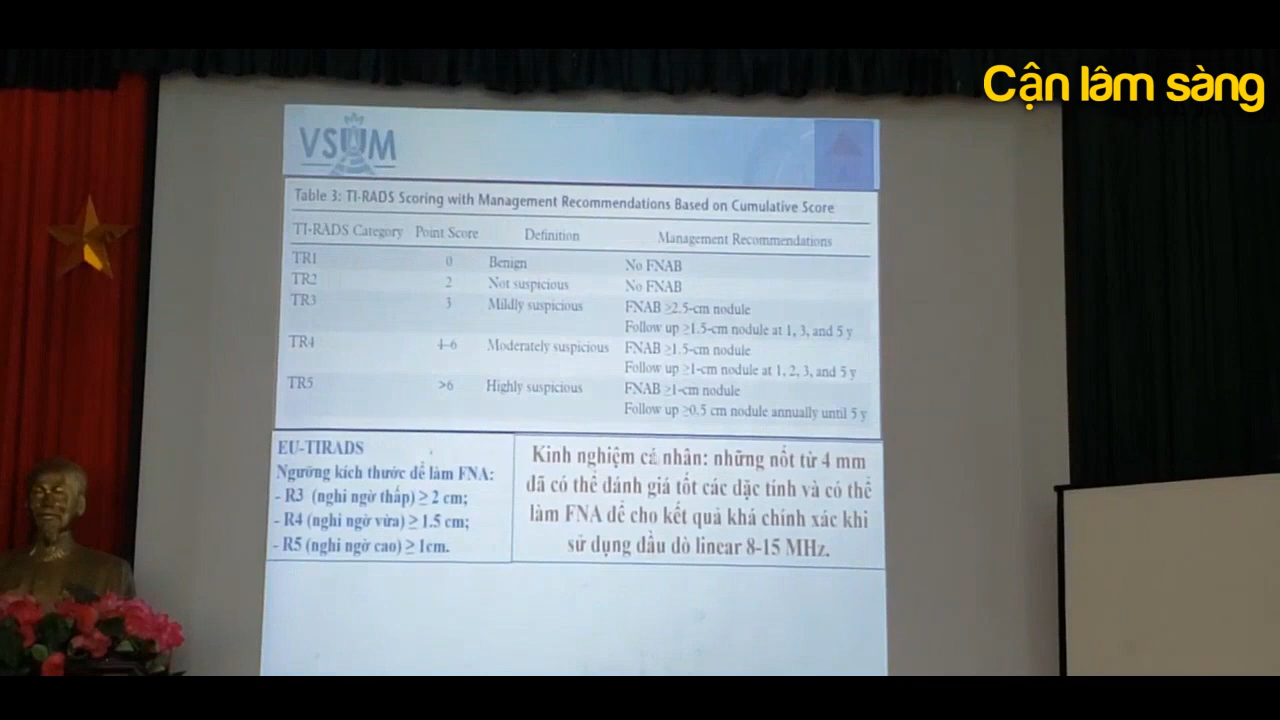 Cận lâm sàng
VSUM
Table 3: TI-RADS Scoring with Management Recommendations Based on Cumulative Score
TI-RADS Category Point Score Definition Management Recommendations
TR1 0 Benign No FNAB
TR2 2 Not suspicious No FNAB
TR3 3 Mildly suspicious FNAB ≥2.5-cm nodule
Follow up ≥1.5-cm nodule at 1, 3, and 5 y
TR4 4–6 Moderately suspicious FNAB ≥1.5-cm nodule
Follow up ≥1-cm nodule at 1, 2, 3, and 5 y
TR5 >6 Highly suspicious FNAB ≥1-cm nodule
Follow up ≥0.5 cm nodule annually until 5 y
EU-TIRADS
Ngưỡng kích thước để làm FNA:
- R3 (nghi ngờ thấp) ≥ 2 cm;
- R4 (nghi ngờ vừa) ≥ 1.5 cm;
- R5 (nghi ngờ cao) ≥ 1cm.
Kinh nghiệm cá nhân: những nốt từ 4 mm
đã có thể đánh giá tốt các đặc tính và có thể
làm FNA để cho kết quả khá chính xác khi
sử dụng đầu dò linear 8-15 MHz.